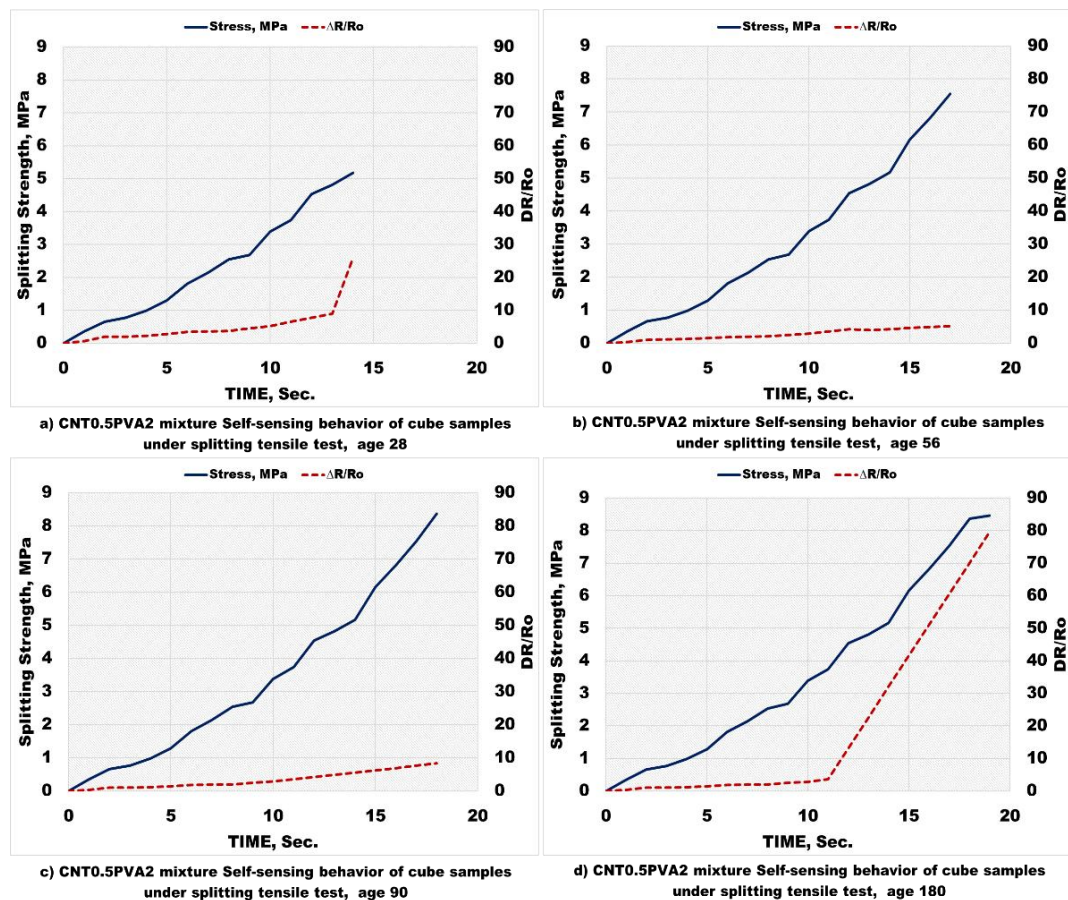 Stress, MPa ΔR/Ro
9 90
8 80
7 70
6 60
5 50
4 40
3 30
2 20
1 10
0 0
0 5 10 15 20
Splitting Strength, MPa
DR/Ro
TIME, Sec.
a) CNT0.5PVA2 mixture Self-sensing behavior of cube samples
under splitting tensile test, age 28
Stress, MPa ΔR/Ro
9 90
8 80
7 70
6 60
5 50
4 40
3 30
2 20
1 10
0 0
0 5 10 15 20
Splitting Strength, MPa
DR/Ro
TIME, Sec.
b) CNT0.5PVA2 mixture Self-sensing behavior of cube samples
under splitting tensile test, age 56
Stress, MPa ΔR/Ro
9 90
8 80
7 70
6 60
5 50
4 40
3 30
2 20
1 10
0 0
0 5 10 15 20
Splitting Strength, MPa
DR/Ro
TIME, Sec.
c) CNT0.5PVA2 mixture Self-sensing behavior of cube samples
under splitting tensile test, age 90
Stress, MPa ΔR/Ro
9 90
8 80
7 70
6 60
5 50
4 40
3 30
2 20
1 10
0 0
0 5 10 15 20
Splitting Strength, MPa
DR/Ro
TIME, Sec.
d) CNT0.5PVA2 mixture Self-sensing behavior of cube samples
under splitting tensile test, age 180